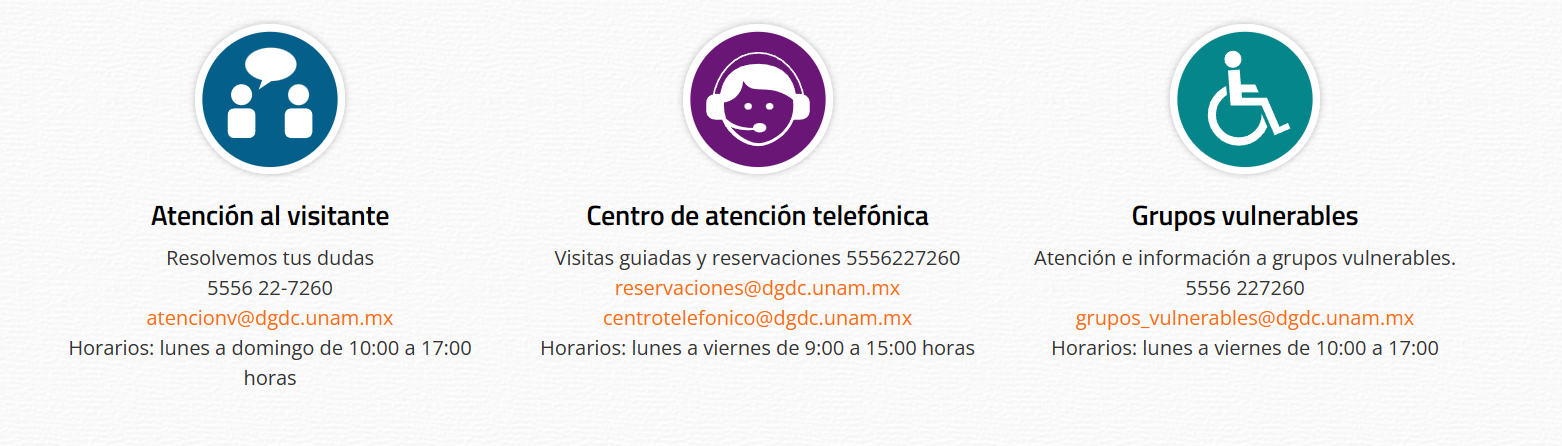 Atención al visitante
Resolvemos tus dudas
5556 22-7260
atencionv@dgdc.unam.mx
Horarios: lunes a domingo de 10:00 a 17:00
horas
Centro de atención telefónica
Visitas guiadas y reservaciones 5556227260
reservaciones@dgdc.unam.mx
centrotelefonico@dgdc.unam.mx
Horarios: lunes a viernes de 9:00 a 15:00 horas
Grupos vulnerables
Atención e información a grupos vulnerables.
5556 227260
grupos_vulnerables@dgdc.unam.mx
Horarios: lunes a viernes de 10:00 a 17:00